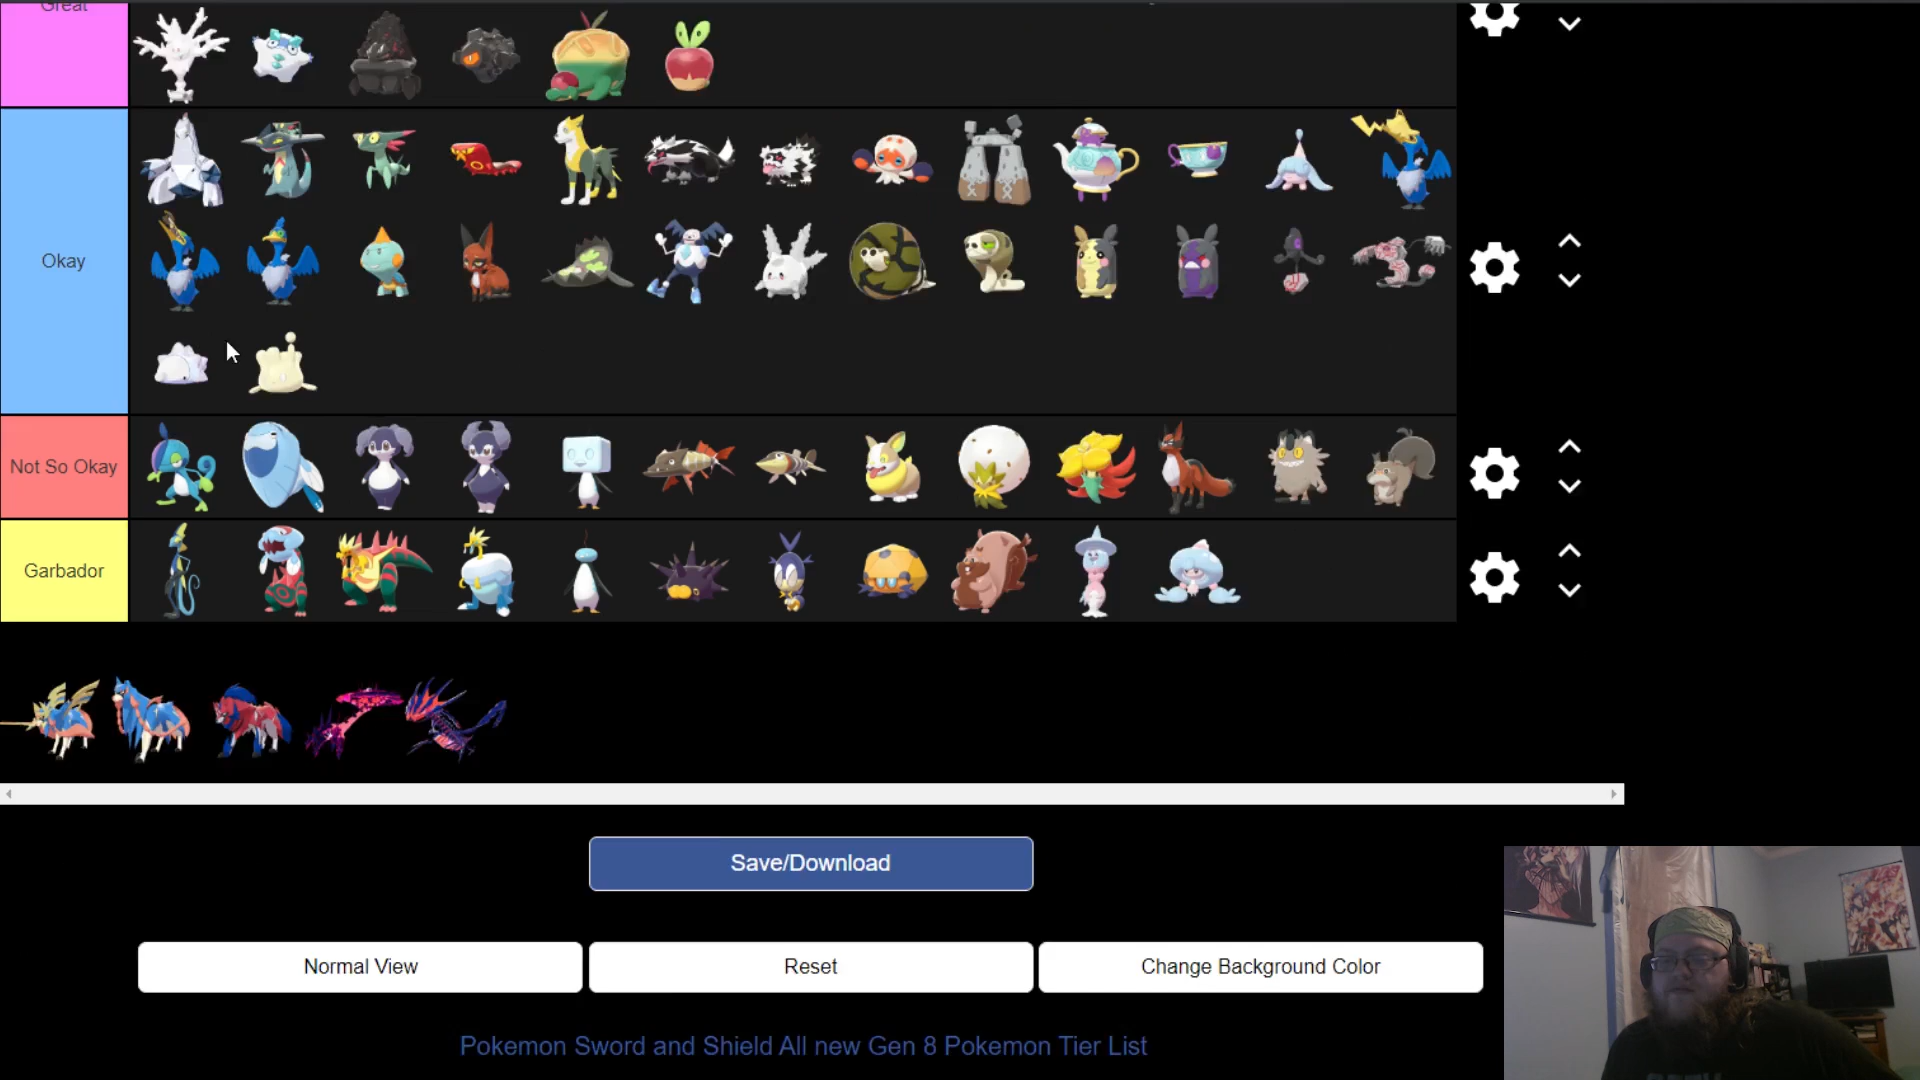 Great
Okay
Not So Okay
Garbador
Save/Download
Normal View
Reset
Change Background Color
Pokemon Sword and Shield All new Gen 8 Pokemon Tier List